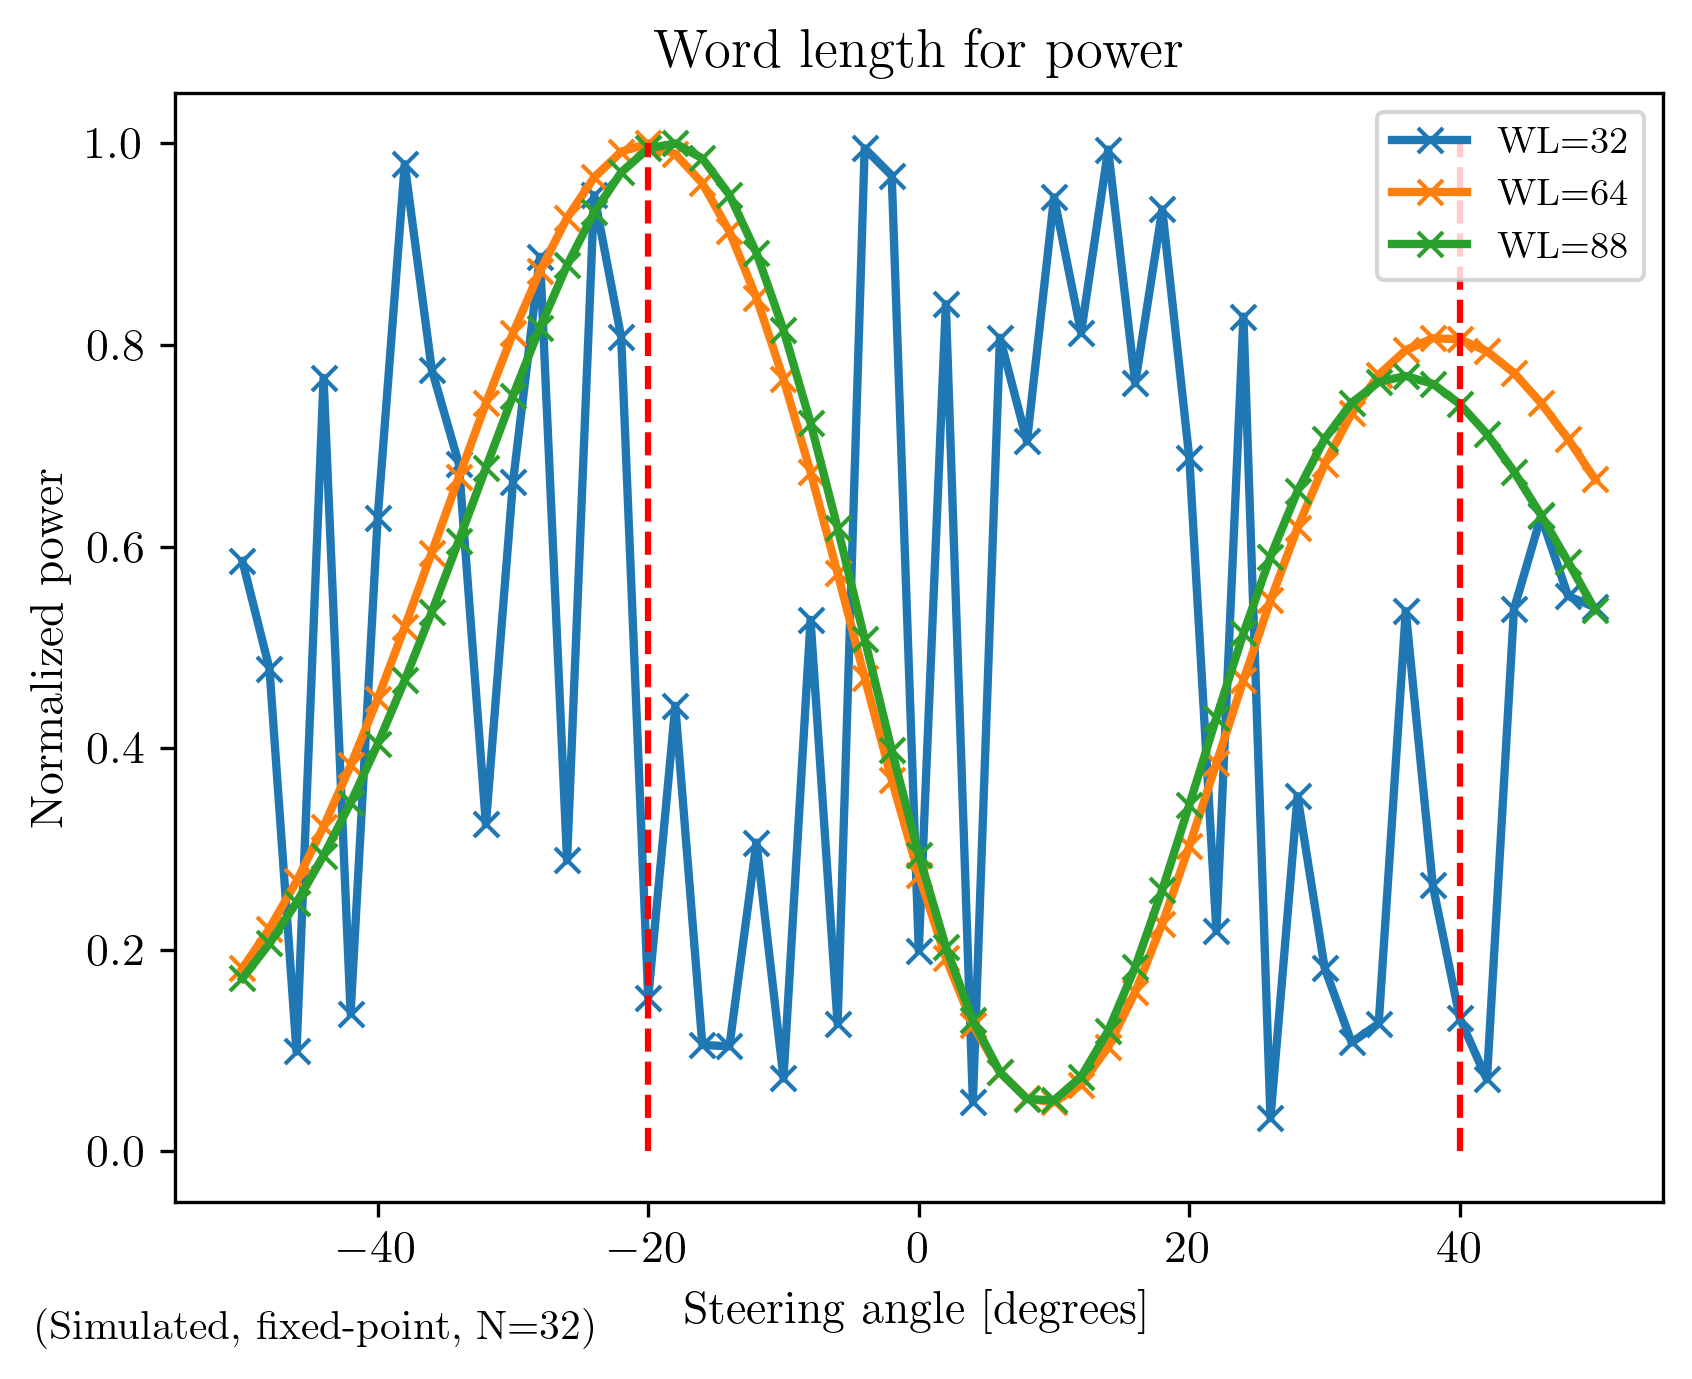 Word length for power
WL=32
WL=64
WL=88
Normalized power
1.0
0.8
0.6
0.4
0.2
0.0
−40
−20
0
20
40
Steering angle [degrees]
(Simulated, fixed-point, N=32)